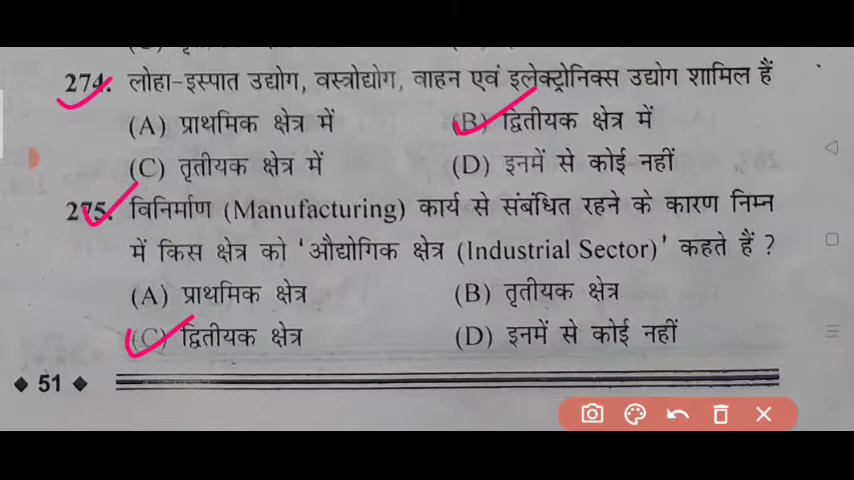 274. लोहा-इस्पात उद्योग, वस्त्रोद्योग, वाहन एवं इलेक्ट्रोनिक्स उद्योग शामिल हैं
(A) प्राथमिक क्षेत्र में (B) द्वितीयक क्षेत्र में
(C) तृतीयक क्षेत्र में (D) इनमें से कोई नहीं
275. विनिर्माण (Manufacturing) कार्य से संबंधित रहने के कारण निम्न
में किस क्षेत्र को ‘औद्योगिक क्षेत्र (Industrial Sector)’ कहते हैं ?
(A) प्राथमिक क्षेत्र (B) तृतीयक क्षेत्र
(C) द्वितीयक क्षेत्र (D) इनमें से कोई नहीं
◆ 51 ◆